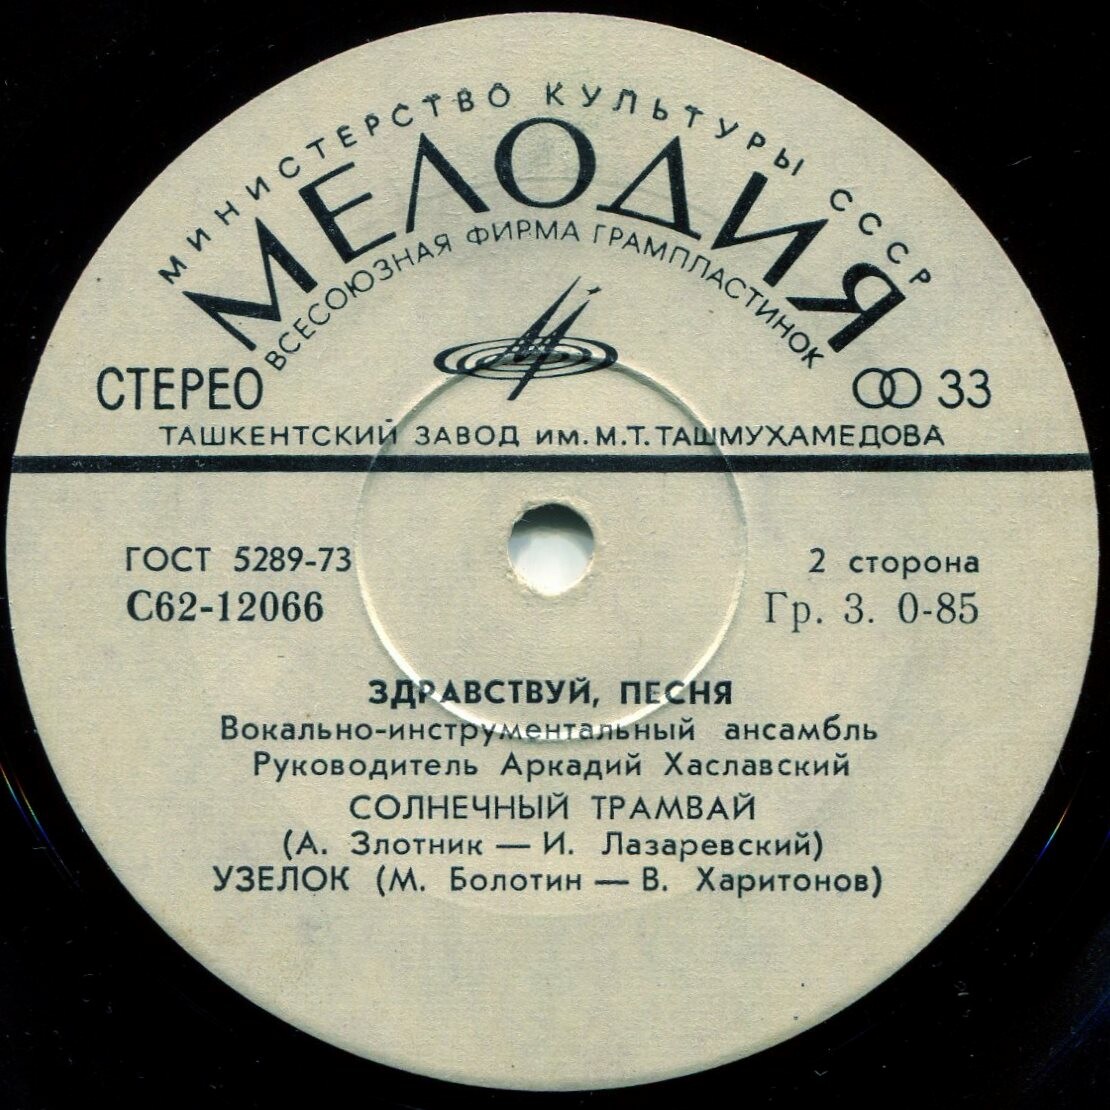 МИНИСТЕРСТВО КУЛЬТУРЫ СССР
МЕЛОДИЯ
ВСЕСОЮЗНАЯ ФИРМА ГРАМПЛАСТИНОК
СТЕРЕО
33
ТАШКЕНТСКИЙ ЗАВОД им. М.Т. ТАШМУХАМЕДОВА
ГОСТ 5289-73
2 сторона
С62-12066
Гр. 3. 0-85
ЗДРАВСТВУЙ, ПЕСНЯ
Вокально-инструментальный ансамбль
Руководитель Аркадий Хаславский
СОЛНЕЧНЫЙ ТРАМВАЙ
(А. Злотник — И. Лазаревский)
УЗЕЛОК (М. Болотин — В. Харитонов)